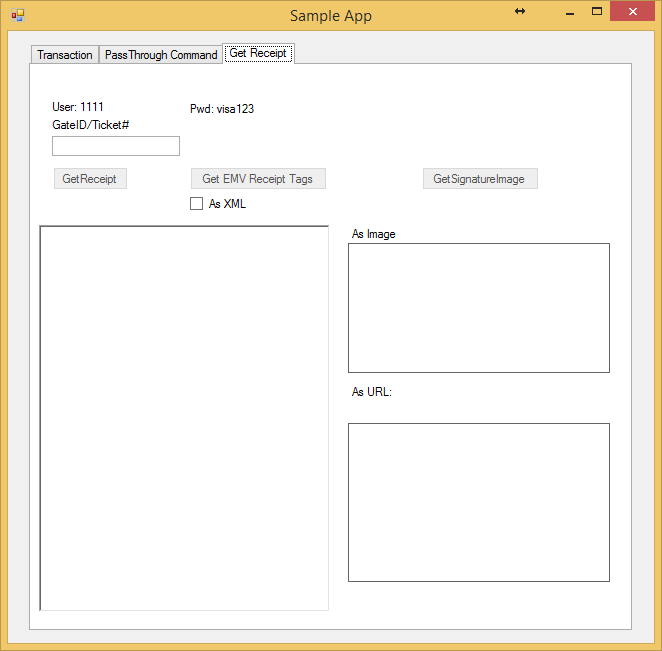 Sample App
Transaction
PassThrough Command
Get Receipt
User: 1111
Pwd: visa123
GateID/Ticket#
GetReceipt
Get EMV Receipt Tags
GetSignatureImage
As XML
As Image
As URL: